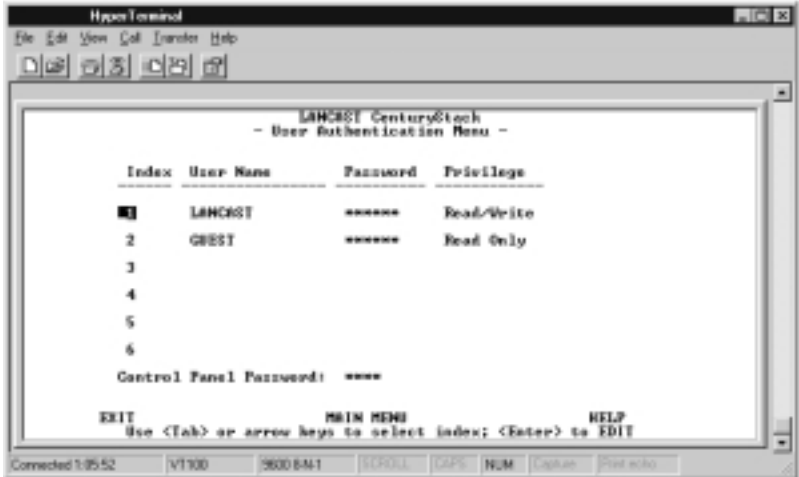 HyperTerminal
File Edit View Call Transfer Help
LANCAST CenturyStack
- User Authentication Menu -
Index User Name Password Privilege
------ ---------------- -------- ------------
1 LANCAST ****** Read/Write
2 GUEST ****** Read Only
3
4
5
6
Control Panel Password: ****
EXIT MAIN MENU HELP
Use <Tab> or arrow keys to select index; <Enter> to EDIT
Connected 1:05:52 VT100 9600 8-N-1 SCROLL CAPS NUM Capture Print echo